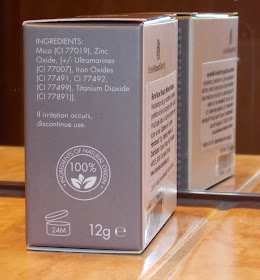 INGREDIENTS:
Mica (CI 77019), Zinc
Oxide, [+/- Ultramarines
(CI 77007), Iron Oxides
(CI 77491, CI 77492,
CI 77499), Titanium Dioxide
(CI 77891)].
If irritation occurs,
discontinue use.
INGREDIENTS OF NATURAL ORIGIN
100%
24M
12g e